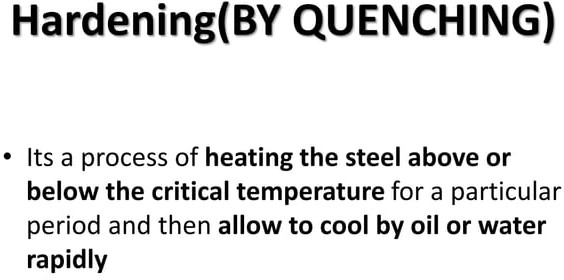 Hardening(BY QUENCHING)
• Its a process of heating the steel above or
below the critical temperature for a particular
period and then allow to cool by oil or water
rapidly